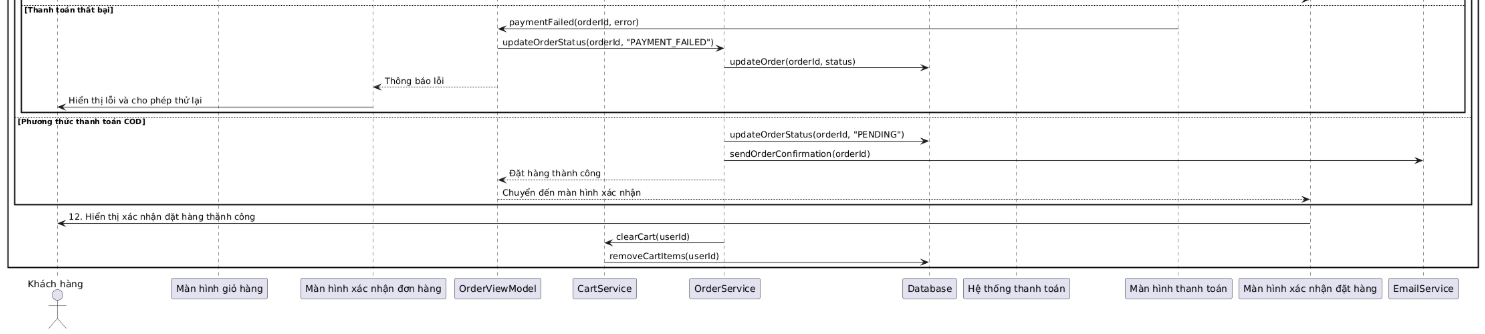 [Thanh toán thất bại]
paymentFailed(orderId, error)
updateOrderStatus(orderId, "PAYMENT_FAILED")
updateOrder(orderId, status)
Thông báo lỗi
Hiển thị lỗi và cho phép thử lại
[Phương thức thanh toán COD]
updateOrderStatus(orderId, "PENDING")
sendOrderConfirmation(orderId)
Đặt hàng thành công
Chuyển đến màn hình xác nhận
12. Hiển thị xác nhận đặt hàng thành công
clearCart(userId)
removeCartItems(userId)
Khách hàng
Màn hình giỏ hàng
Màn hình xác nhận đơn hàng
OrderViewModel
CartService
OrderService
Database
Hệ thống thanh toán
Màn hình thanh toán
Màn hình xác nhận đặt hàng
EmailService